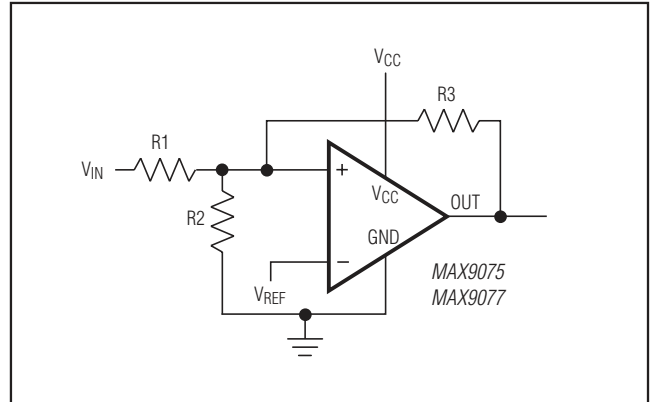 VCC
R3
R1
VIN
+
VCC
OUT
R2
GND
−
MAX9075
MAX9077
VREF